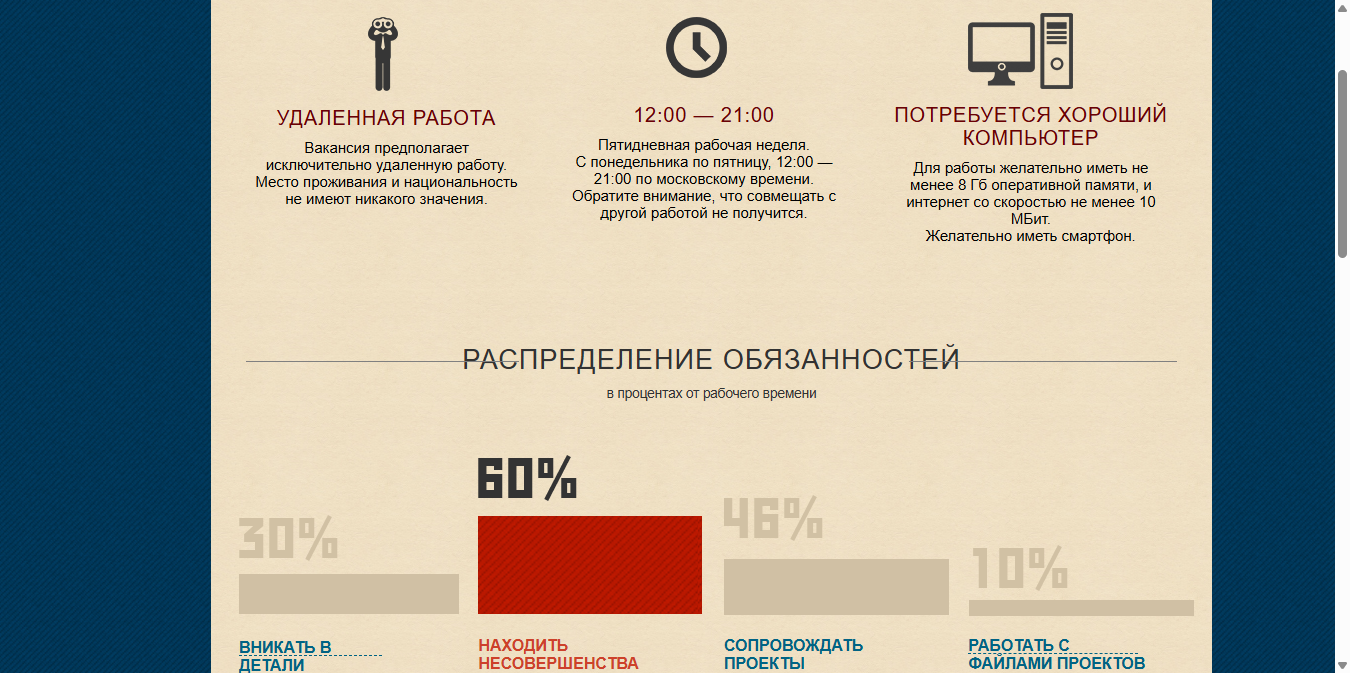 УДАЛЕННАЯ РАБОТА
Вакансия предполагает
исключительно удаленную работу.
Место проживания и национальность
не имеют никакого значения.
12:00 — 21:00
Пятидневная рабочая неделя.
С понедельника по пятницу, 12:00 —
21:00 по московскому времени.
Обратите внимание, что совмещать с
другой работой не получится.
ПОТРЕБУЕТСЯ ХОРОШИЙ
КОМПЬЮТЕР
Для работы желательно иметь не
менее 8 Гб оперативной памяти, и
интернет со скоростью не менее 10
МБит.
Желательно иметь смартфон.
РАСПРЕДЕЛЕНИЕ ОБЯЗАННОСТЕЙ
в процентах от рабочего времени
30%
ВНИКАТЬ В
ДЕТАЛИ
60%
НАХОДИТЬ
НЕСОВЕРШЕНСТВА
46%
СОПРОВОЖДАТЬ
ПРОЕКТЫ
10%
РАБОТАТЬ С
ФАЙЛАМИ ПРОЕКТОВ